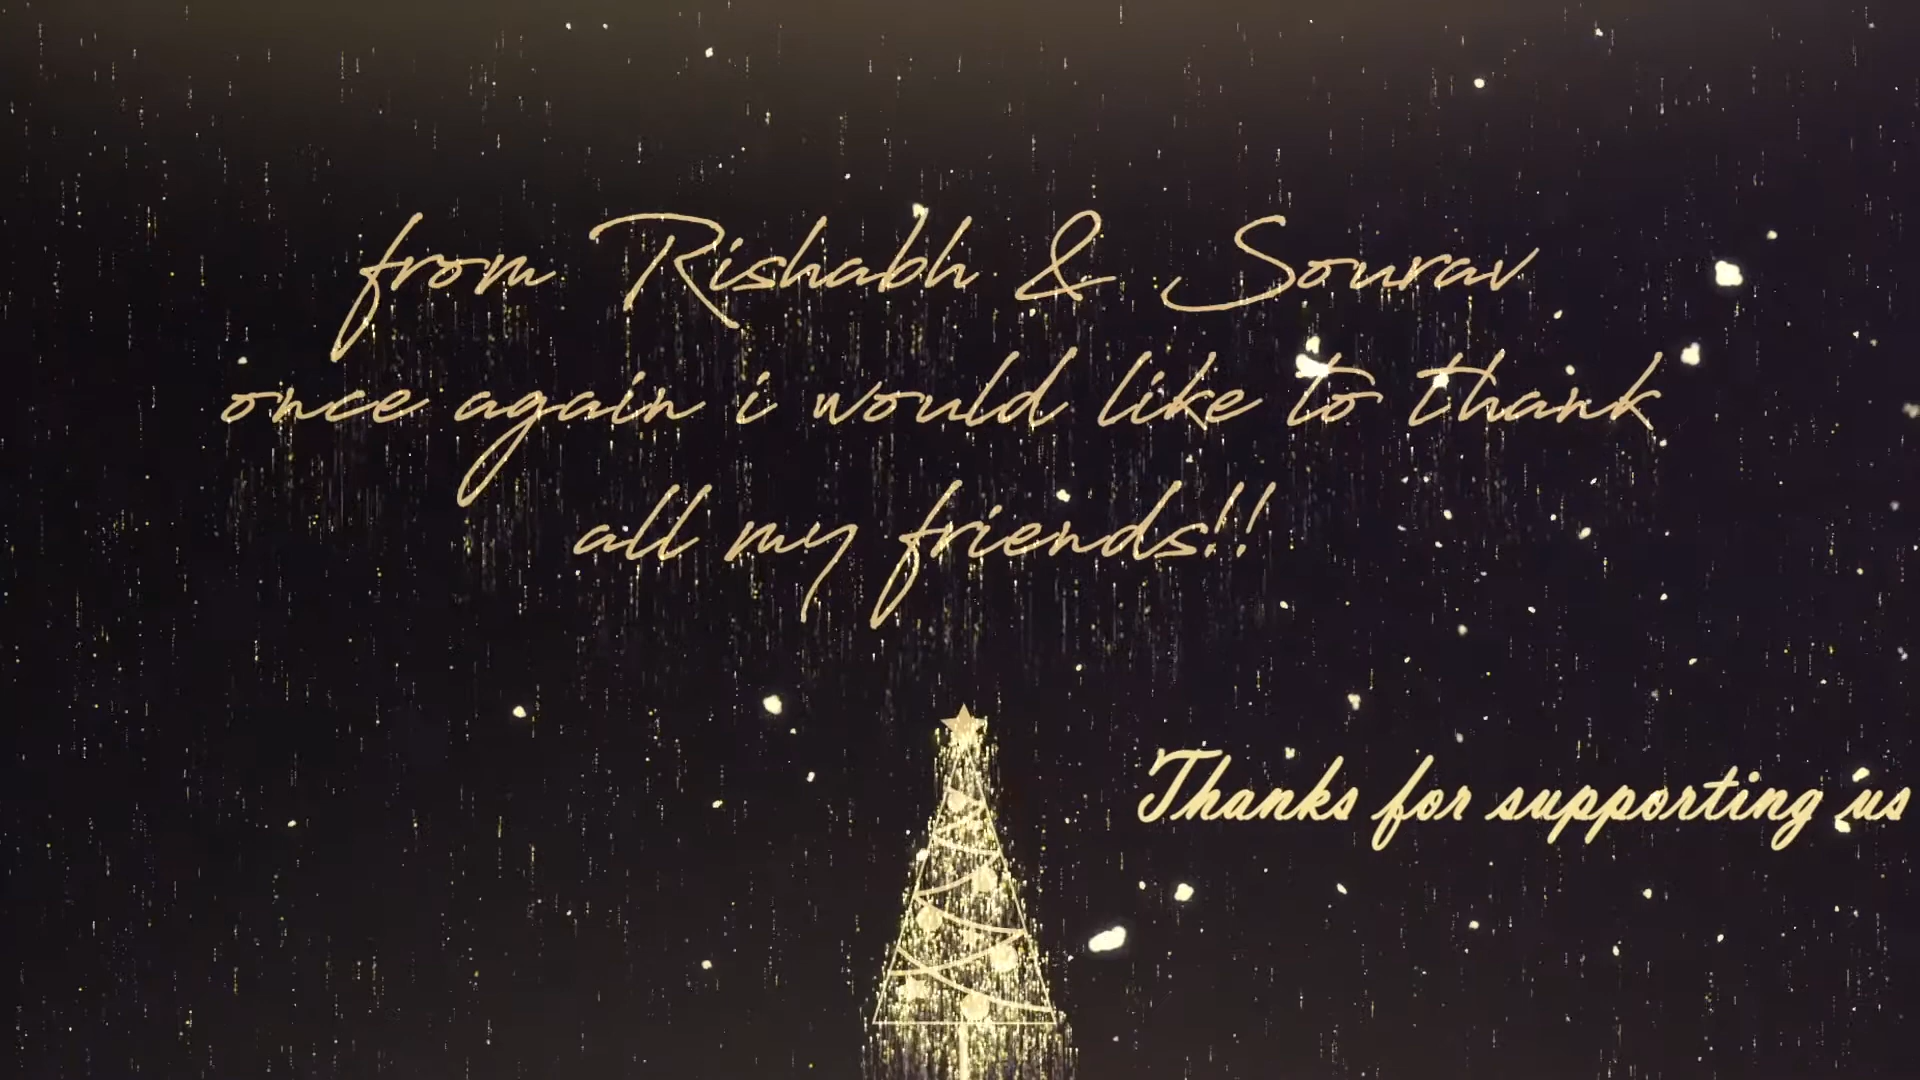 from Rishabh & Sourav
once again i would like to thank
all my friends!!
Thanks for supporting us